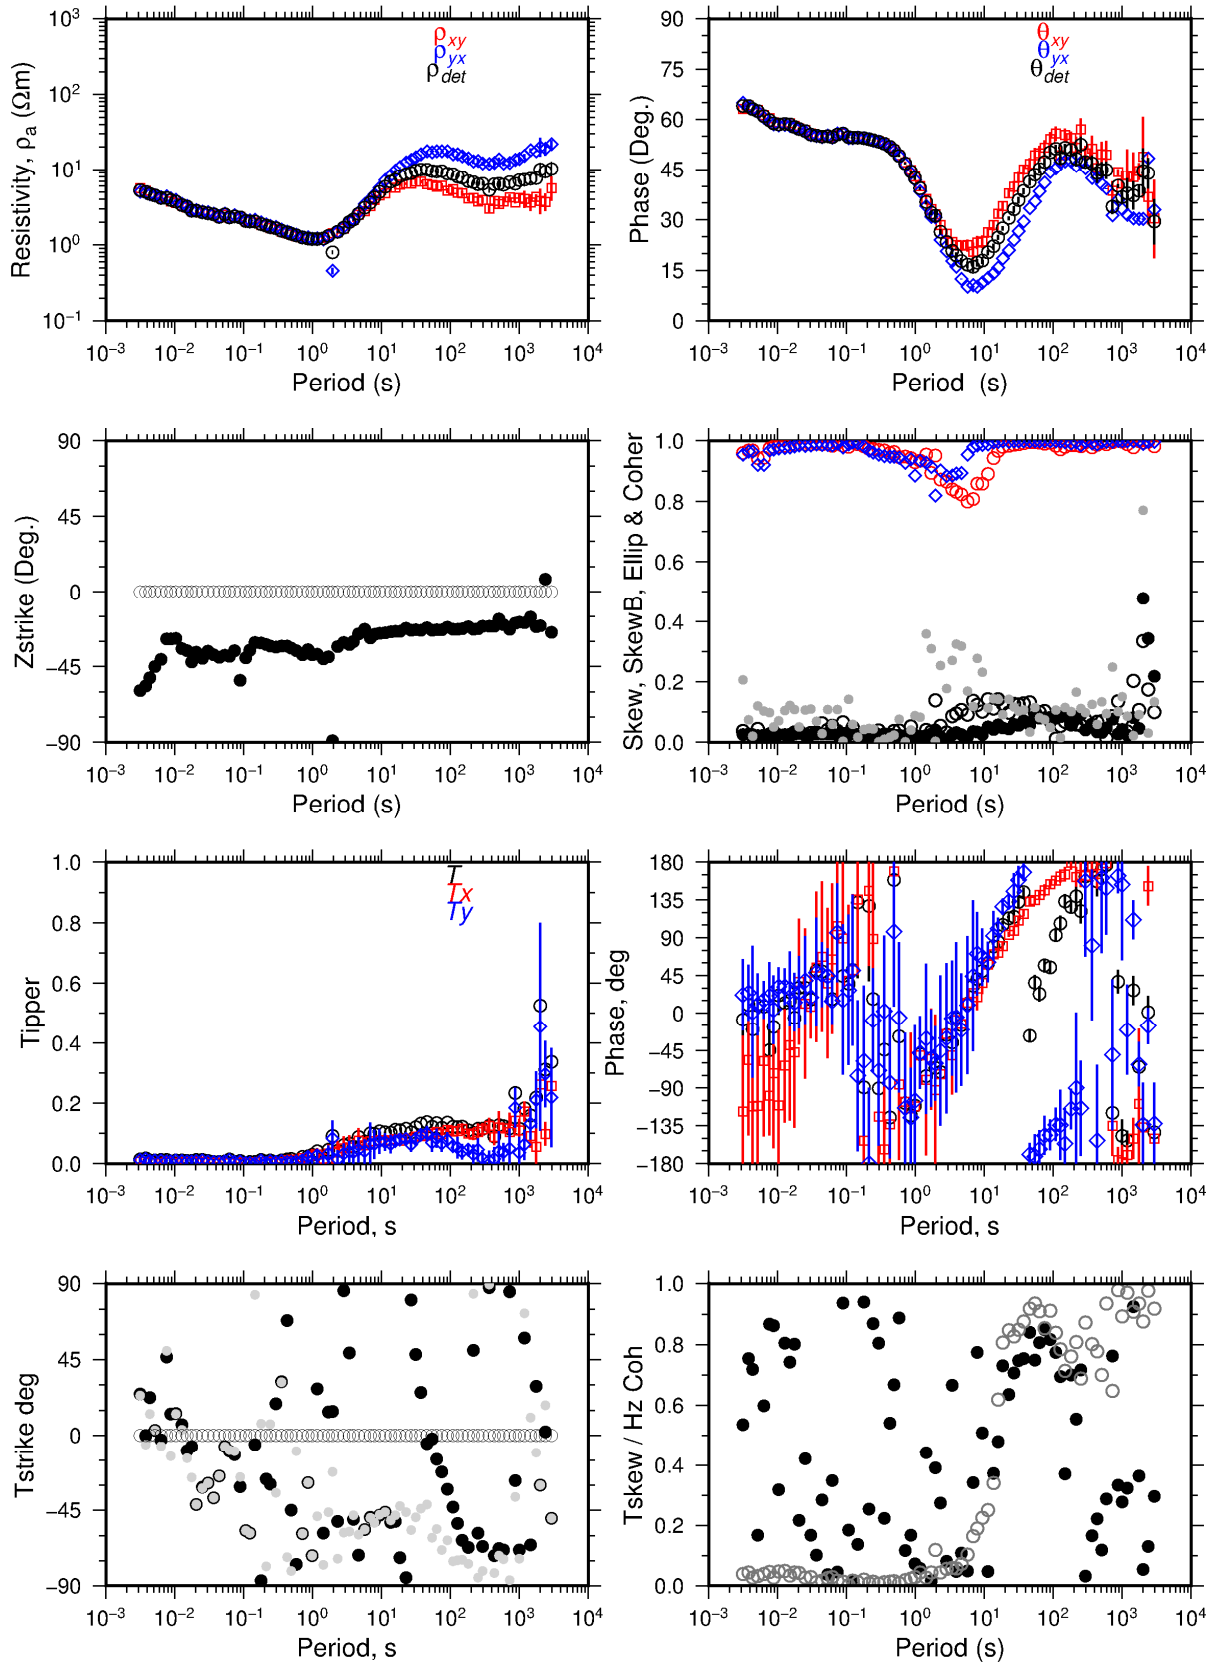 Resistivity, ρa (Ωm)
10³
10²
10¹
10⁰
10⁻¹
ρxy
ρyx
ρdet
10⁻³ 10⁻² 10⁻¹ 10⁰ 10¹ 10² 10³ 10⁴
Period (s)
Phase (Deg.)
90
75
60
45
30
15
0
θxy
θyx
θdet
10⁻³ 10⁻² 10⁻¹ 10⁰ 10¹ 10² 10³ 10⁴
Period (s)
Zstrike (Deg.)
90
45
0
−45
−90
10⁻³ 10⁻² 10⁻¹ 10⁰ 10¹ 10² 10³ 10⁴
Period (s)
Skew, SkewB, Ellip & Coher
1.0
0.8
0.6
0.4
0.2
0.0
10⁻³ 10⁻² 10⁻¹ 10⁰ 10¹ 10² 10³ 10⁴
Period (s)
Tipper
1.0
0.8
0.6
0.4
0.2
0.0
T
Tx
Ty
10⁻³ 10⁻² 10⁻¹ 10⁰ 10¹ 10² 10³ 10⁴
Period, s
Phase, deg
180
135
90
45
0
−45
−90
−135
−180
10⁻³ 10⁻² 10⁻¹ 10⁰ 10¹ 10² 10³ 10⁴
Period, s
Tstrike deg
90
45
0
−45
−90
10⁻³ 10⁻² 10⁻¹ 10⁰ 10¹ 10² 10³ 10⁴
Period, s
Tskew / Hz Coh
1.0
0.8
0.6
0.4
0.2
0.0
10⁻³ 10⁻² 10⁻¹ 10⁰ 10¹ 10² 10³ 10⁴
Period (s)